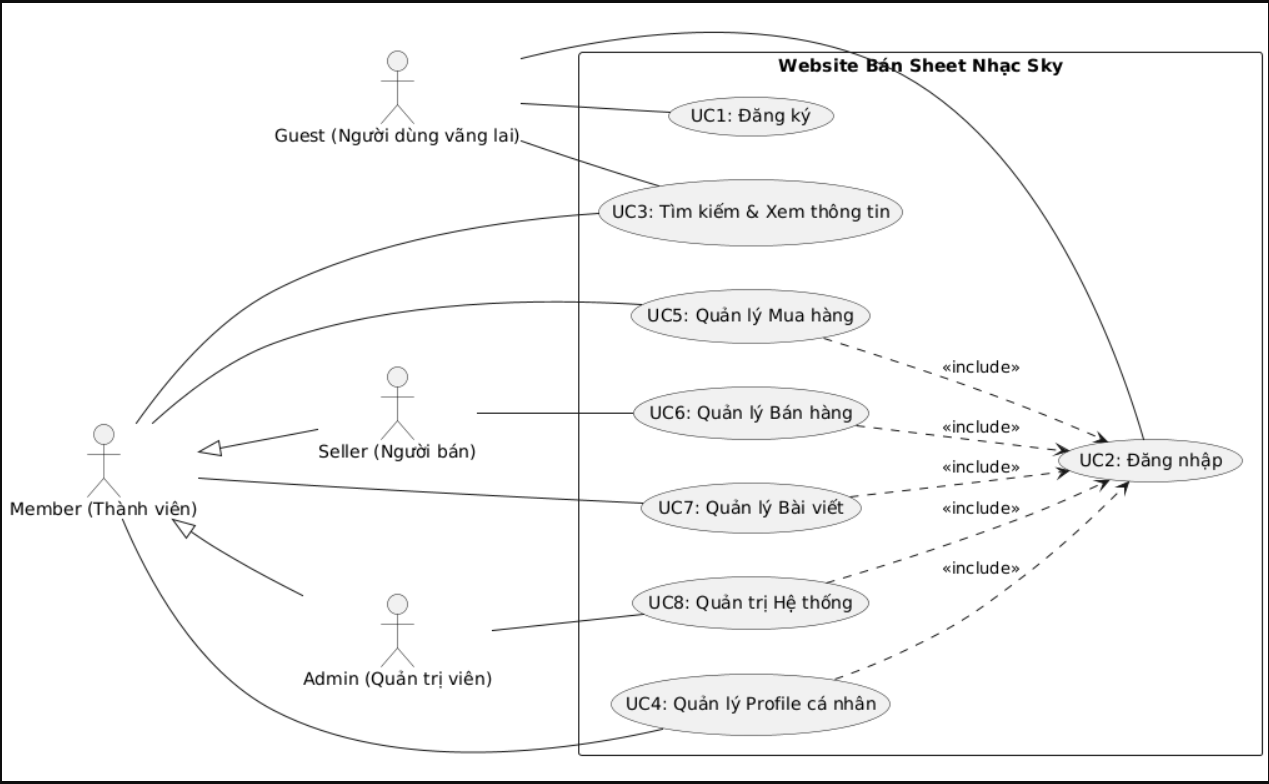 Website Bán Sheet Nhạc Sky
UC1: Đăng ký
Guest (Người dùng vãng lai)
UC3: Tìm kiếm & Xem thông tin
UC5: Quản lý Mua hàng
«include»
UC6: Quản lý Bán hàng
«include»
Seller (Người bán)
UC2: Đăng nhập
«include»
Member (Thành viên)
UC7: Quản lý Bài viết
«include»
«include»
UC8: Quản trị Hệ thống
Admin (Quản trị viên)
UC4: Quản lý Profile cá nhân